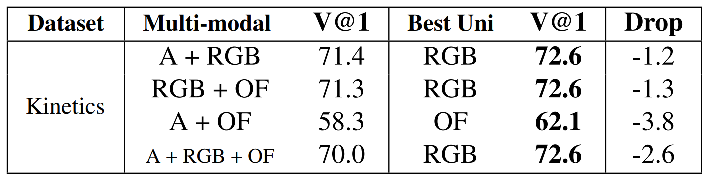 Dataset Multi-modal V@1 Best Uni V@1 Drop
Kinetics
A + RGB 71.4 RGB 72.6 -1.2
RGB + OF 71.3 RGB 72.6 -1.3
A + OF 58.3 OF 62.1 -3.8
A + RGB + OF 70.0 RGB 72.6 -2.6